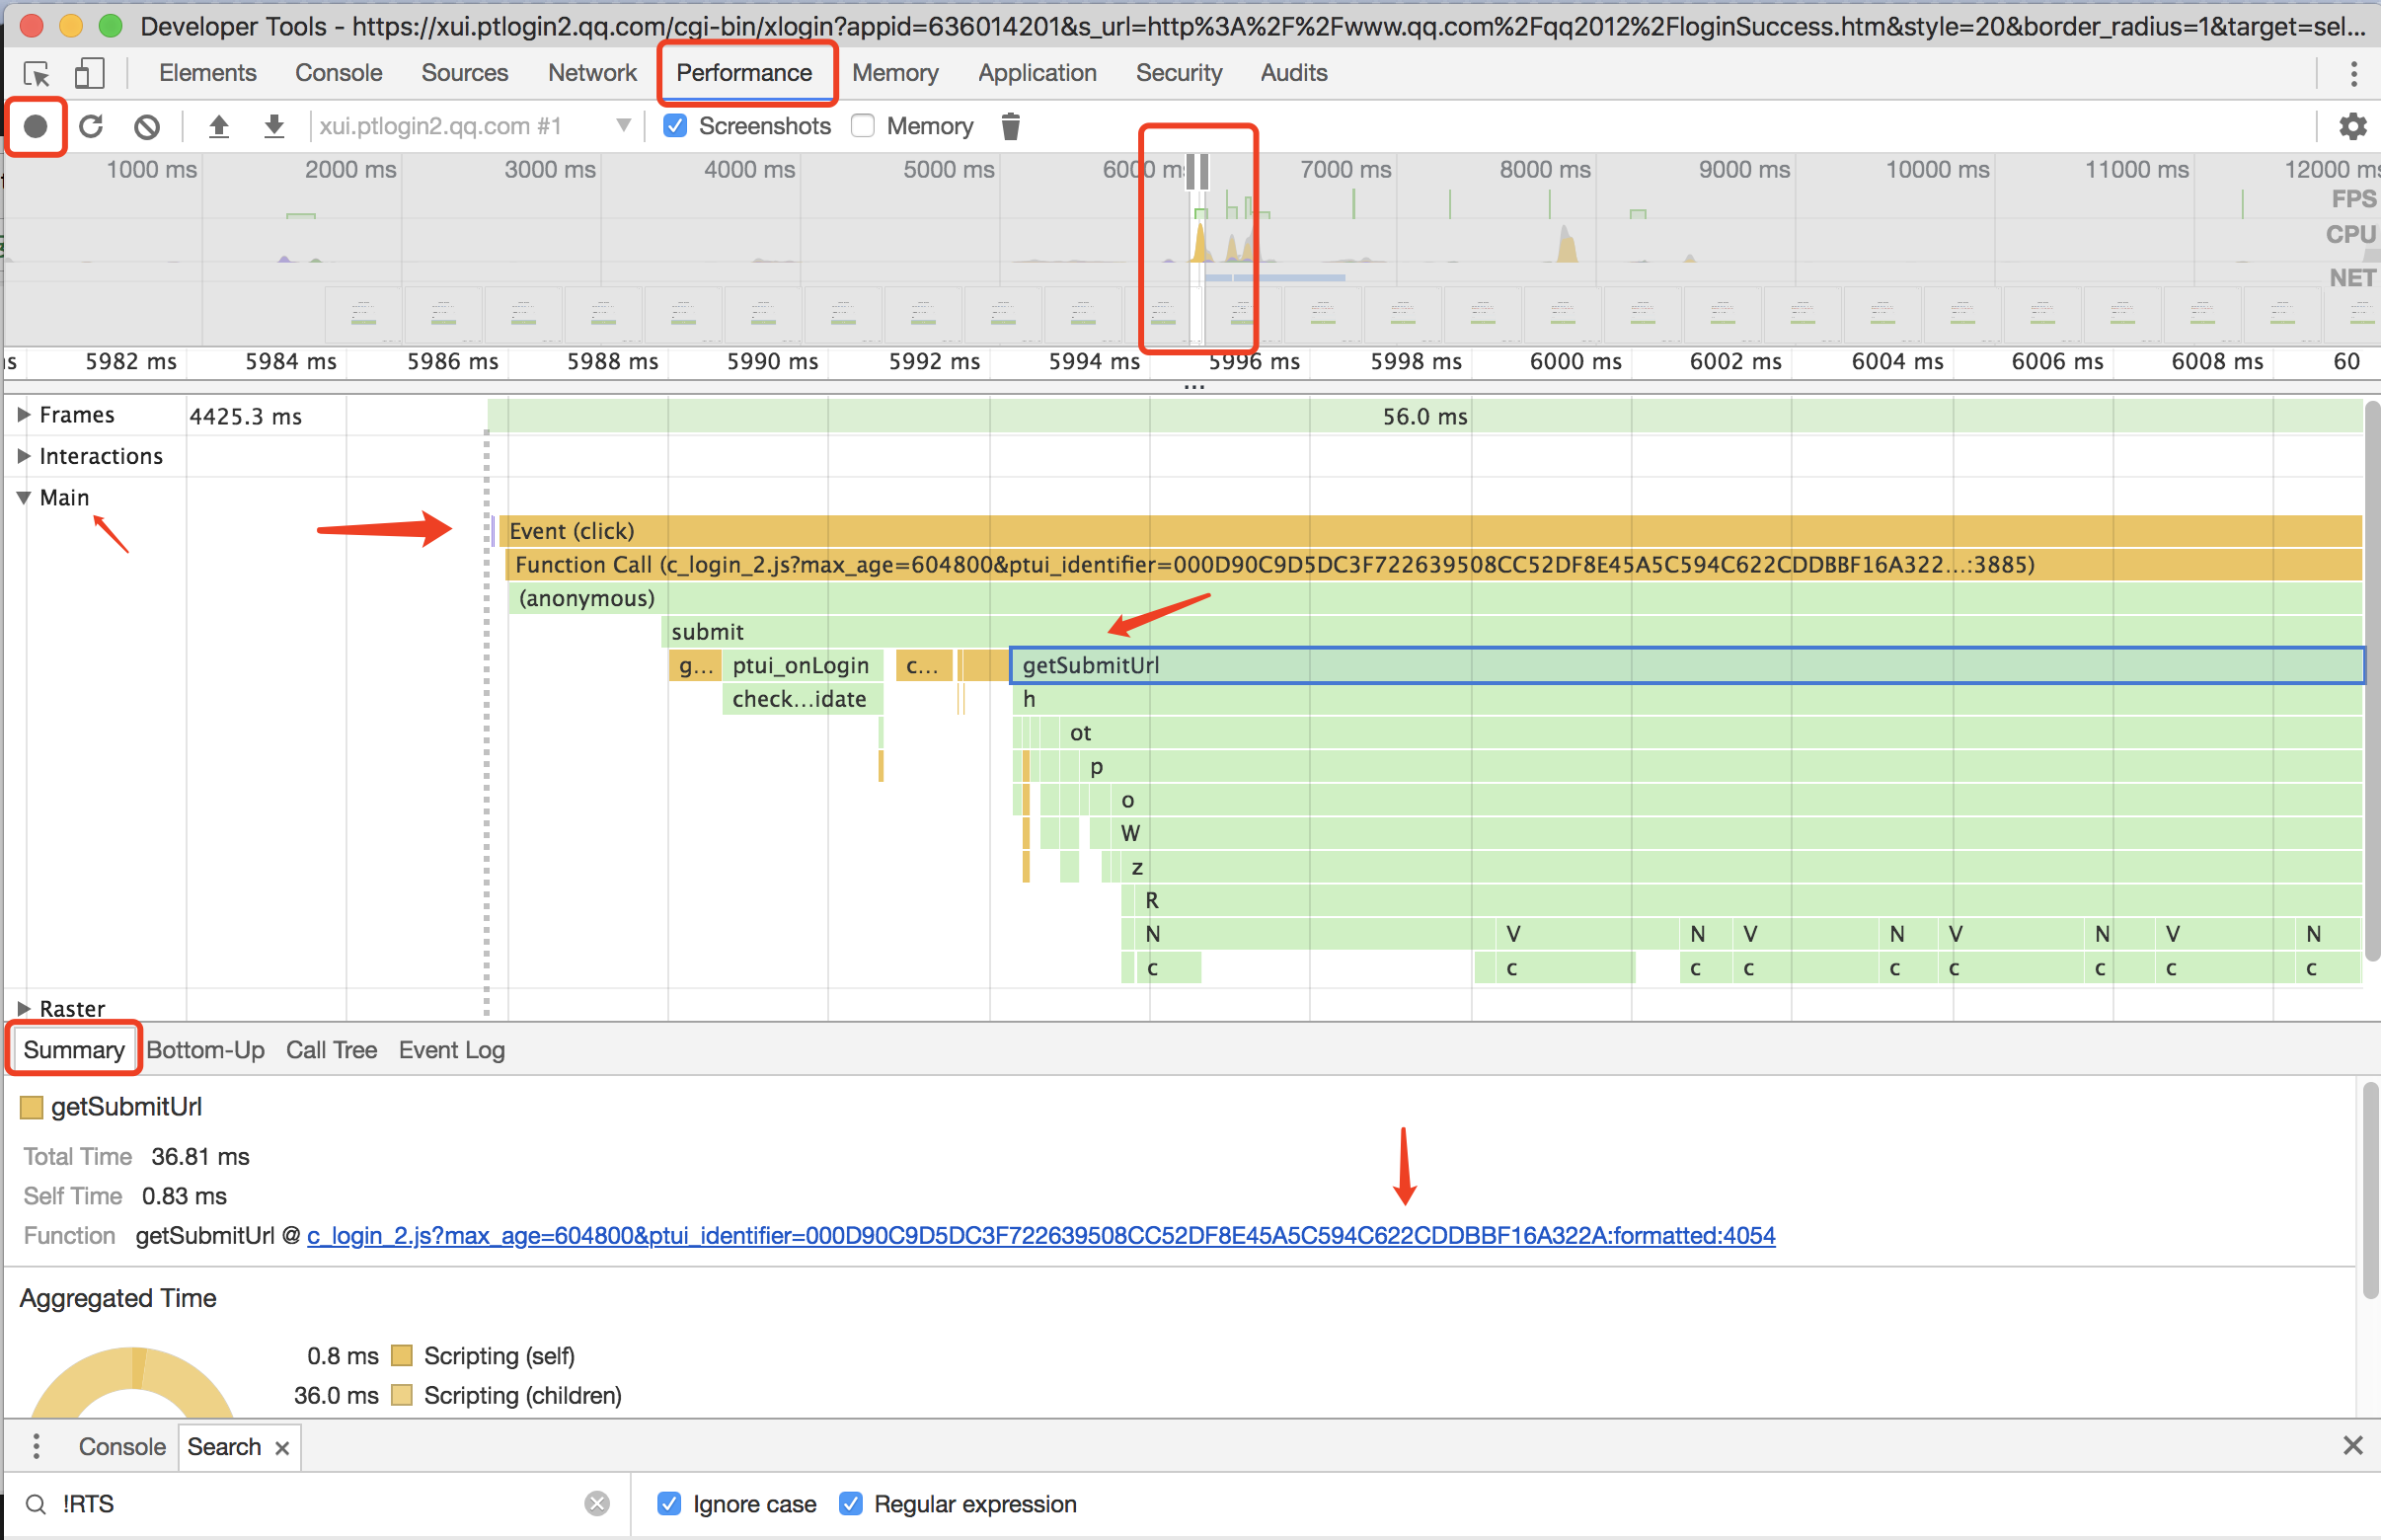 Developer Tools - https://xui.ptlogin2.qq.com/cgi-bin/xlogin?appid=636014201&s_url=http%3A%2F%2Fwww.qq.com%2Fqq2012%2FloginSuccess.htm&style=20&border_radius=1&target=sel...
Elements Console Sources Network Performance Memory Application Security Audits
xui.ptlogin2.qq.com #1 Screenshots Memory
1000 ms 2000 ms 3000 ms 4000 ms 5000 ms 6000 ms 7000 ms 8000 ms 9000 ms 10000 ms 11000 ms 12000 ms
FPS
CPU
NET
5982 ms 5984 ms 5986 ms 5988 ms 5990 ms 5992 ms 5994 ms 5996 ms 5998 ms 6000 ms 6002 ms 6004 ms 6006 ms 6008 ms 60
...
Frames 4425.3 ms 56.0 ms
Interactions
Main
Event (click)
Function Call (c_login_2.js?max_age=604800&ptui_identifier=000D90C9D5DC3F722639508CC52DF8E45A5C594C622CDDBBF16A322...:3885)
(anonymous)
submit
g... ptui_onLogin c... getSubmitUrl
check...idate h
ot
p
o
W
z
R
N V N V N V N V N
c c c c c c c c c
Raster
Summary Bottom-Up Call Tree Event Log
getSubmitUrl
Total Time 36.81 ms
Self Time 0.83 ms
Function getSubmitUrl @ c_login_2.js?max_age=604800&ptui_identifier=000D90C9D5DC3F722639508CC52DF8E45A5C594C622CDDBBF16A322A:formatted:4054
Aggregated Time
0.8 ms Scripting (self)
36.0 ms Scripting (children)
Console Search
!RTS Ignore case Regular expression